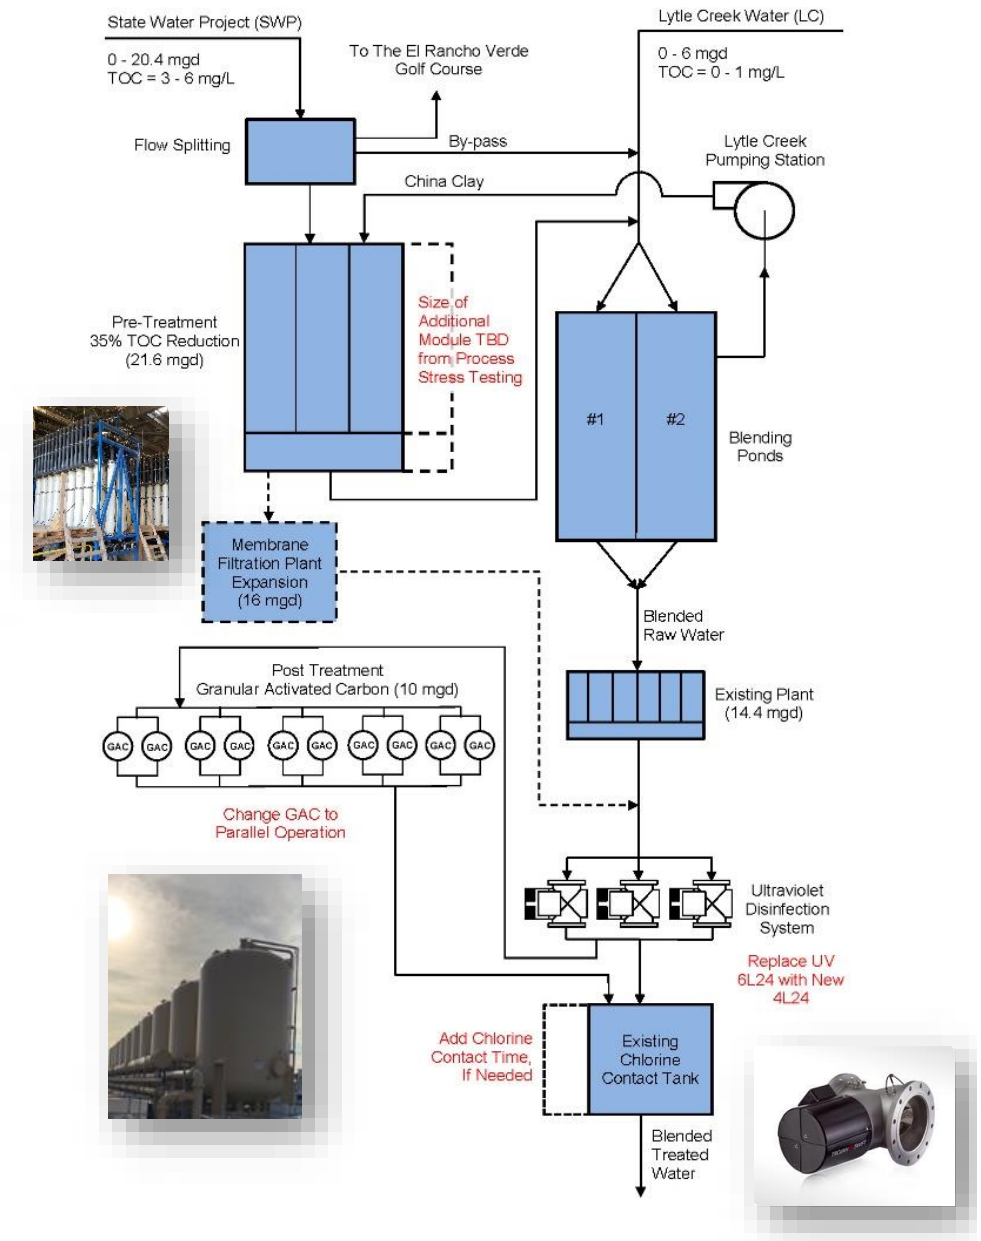 State Water Project (SWP)
0 - 20.4 mgd
TOC = 3 - 6 mg/L
Lytle Creek Water (LC)
0 - 6 mgd
TOC = 0 - 1 mg/L
To The El Rancho Verde
Golf Course
Flow Splitting
By-pass
Lytle Creek
Pumping Station
China Clay
Pre-Treatment
35% TOC Reduction
(21.6 mgd)
Size of
Additional
Module TBD
from Process
Stress Testing
#1
#2
Blending
Ponds
Membrane
Filtration Plant
Expansion
(16 mgd)
Blended
Raw Water
Post Treatment
Granular Activated Carbon (10 mgd)
Existing Plant
(14.4 mgd)
GAC GAC GAC GAC GAC GAC GAC GAC GAC GAC
Change GAC to
Parallel Operation
Ultraviolet
Disinfection
System
Replace UV
6L24 with New
4L24
Add Chlorine
Contact Time,
If Needed
Existing
Chlorine
Contact Tank
Blended
Treated
Water